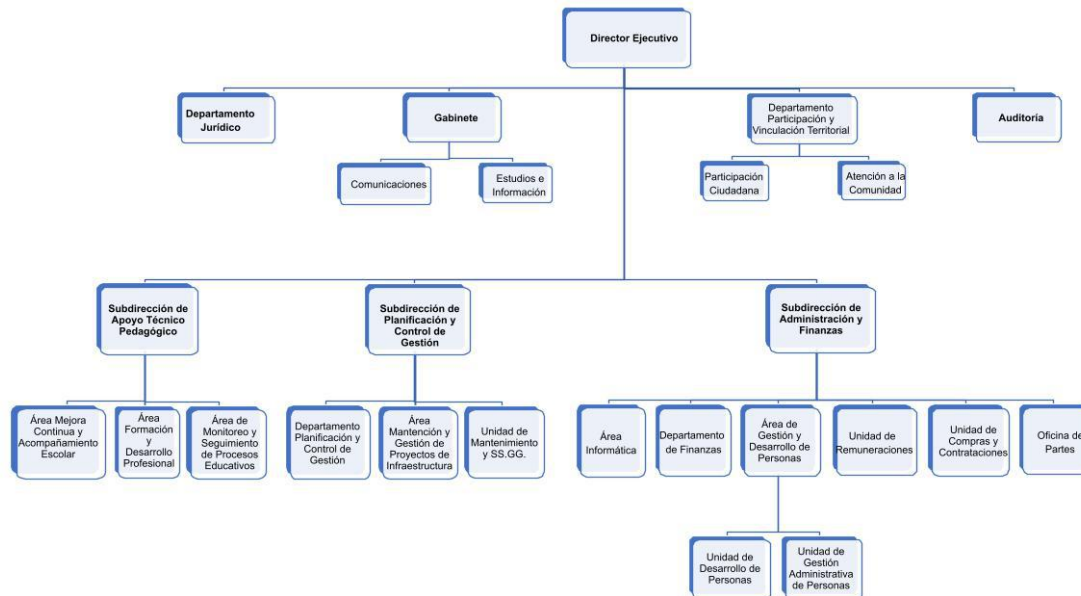 Director Ejecutivo
Departamento
Jurídico
Gabinete
Departamento
Participación y
Vinculación Territorial
Auditoría
Comunicaciones
Estudios e
Información
Participación
Ciudadana
Atención a la
Comunidad
Subdirección de
Apoyo Técnico
Pedagógico
Subdirección de
Planificación y
Control de
Gestión
Subdirección de
Administración y
Finanzas
Área Mejora
Continua y
Acompañamiento
Escolar
Área
Formación
y
Desarrollo
Profesional
Área de
Monitoreo y
Seguimiento
de Procesos
Educativos
Departamento
Planificación y
Control de
Gestión
Área
Mantención y
Gestión de
Proyectos de
Infraestructura
Unidad de
Mantenimiento
y SS.GG.
Área
Informática
Departamento
de Finanzas
Área de
Gestión y
Desarrollo de
Personas
Unidad de
Remuneraciones
Unidad de
Compras y
Contrataciones
Oficina de
Partes
Unidad de
Desarrollo de
Personas
Unidad de
Gestión
Administrativa
de Personas